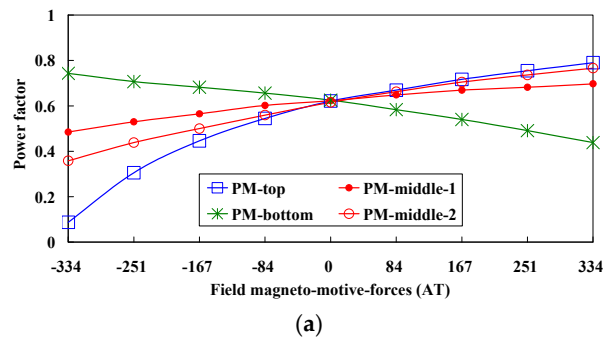 Power factor
1
0.8
0.6
0.4
0.2
0
PM-top
PM-middle-1
PM-bottom
PM-middle-2
-334 -251 -167 -84 0 84 167 251 334
Field magneto-motive-forces (AT)
(a)